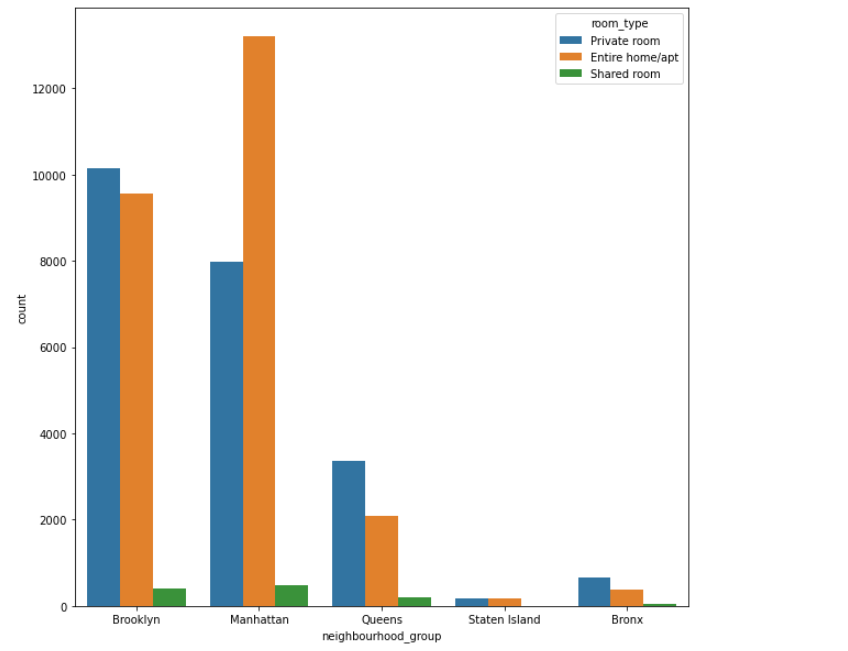 room_type
Private room
Entire home/apt
Shared room
12000
10000
8000
6000
4000
2000
0
count
Brooklyn Manhattan Queens Staten Island Bronx
neighbourhood_group